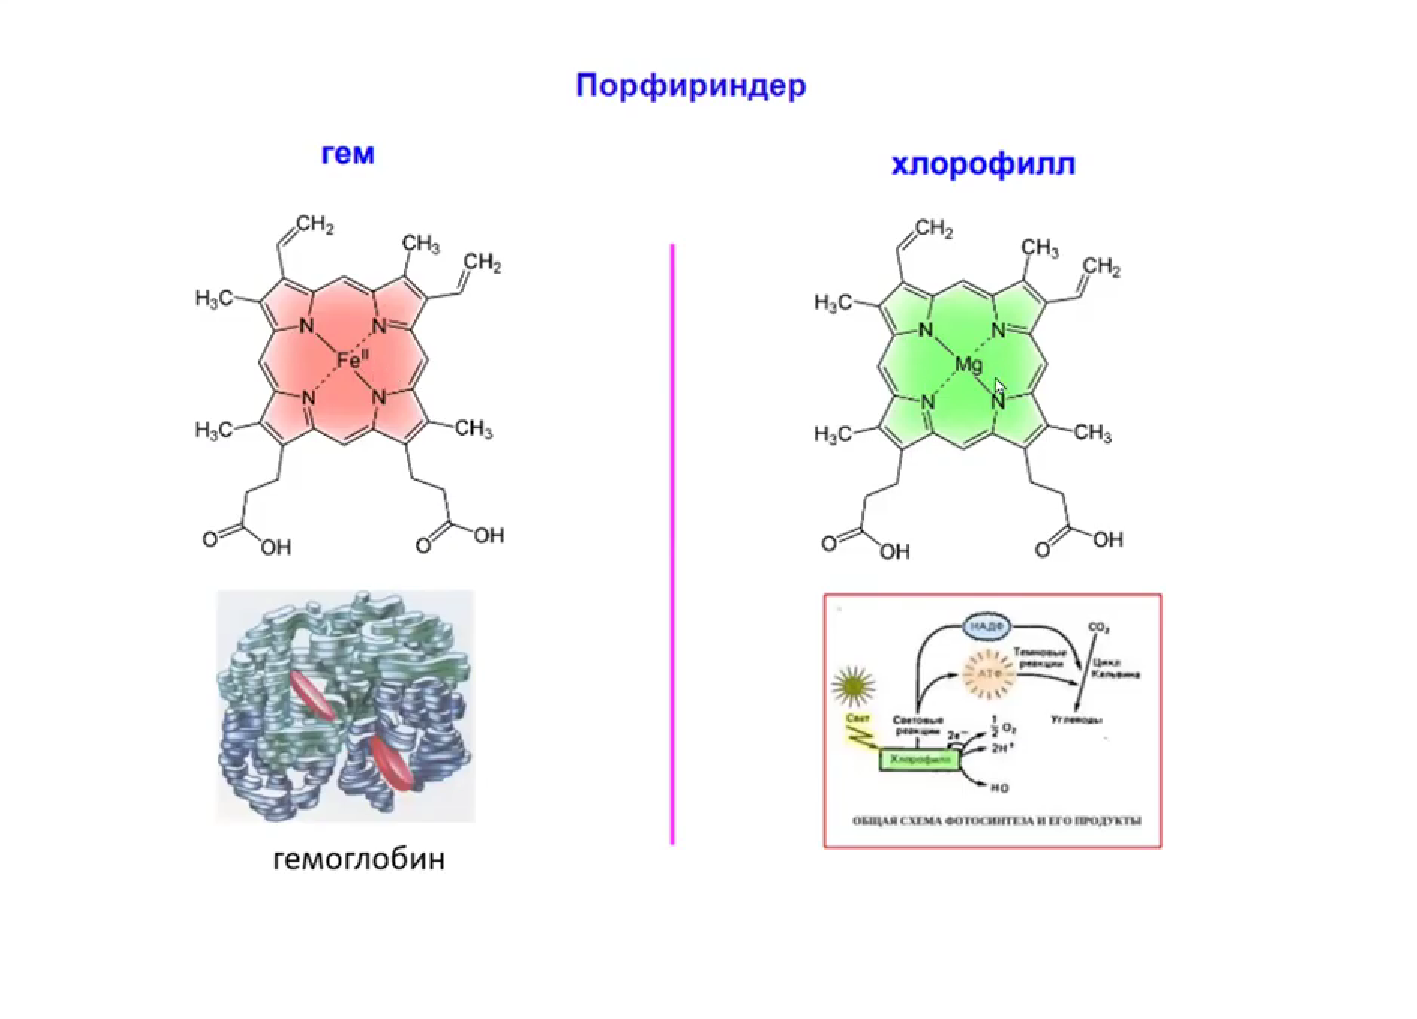 Порфириндер
гем
хлорофилл
CH2
CH3
CH2
H3C
N
N
FeII
N
N
H3C
CH3
O
OH
O
OH
CH2
CH3
CH2
H3C
N
N
Mg
N
N
H3C
CH3
O
OH
O
OH
гемоглобин
НАДФ
CO2
Темновые
реакции
АТФ
Цикл
Кальвина
Свет
Световые
реакции
2e−
1/2 O2
2H+
Углеводы
Хлорофилл
HO
ОБЩАЯ СХЕМА ФОТОСИНТЕЗА И ЕГО ПРОДУКТЫ